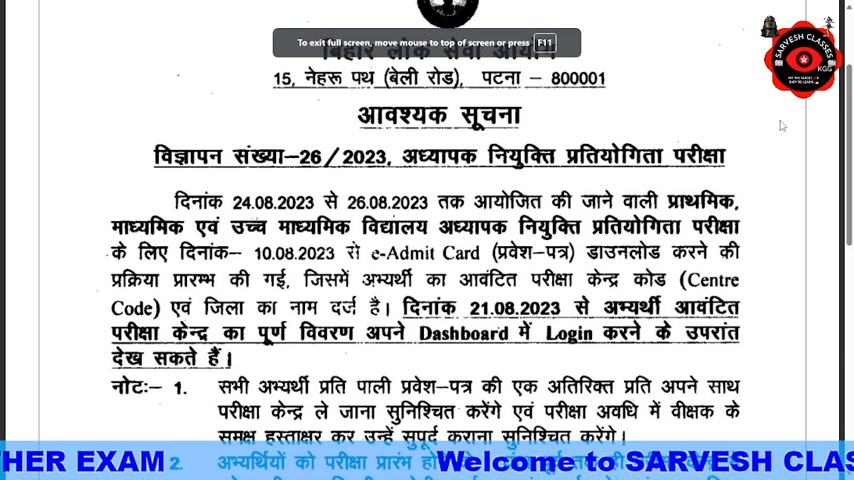 To exit full screen, move mouse to top of screen or press F11
बिहार लोक सेवा आयोग
15, नेहरू पथ (बेली रोड), पटना – 800001
आवश्यक सूचना
विज्ञापन संख्या–26/2023, अध्यापक नियुक्ति प्रतियोगिता परीक्षा
दिनांक 24.08.2023 से 26.08.2023 तक आयोजित की जाने वाली प्राथमिक,
माध्यमिक एवं उच्च माध्यमिक विद्यालय अध्यापक नियुक्ति प्रतियोगिता परीक्षा
के लिए दिनांक– 10.08.2023 से e-Admit Card (प्रवेश–पत्र) डाउनलोड करने की
प्रक्रिया प्रारम्भ की गई, जिसमें अभ्यर्थी का आवंटित परीक्षा केन्द्र कोड (Centre
Code) एवं जिला का नाम दर्ज है। दिनांक 21.08.2023 से अभ्यर्थी आवंटित
परीक्षा केन्द्र का पूर्ण विवरण अपने Dashboard में Login करने के उपरांत
देख सकते हैं।
नोटः– 1. सभी अभ्यर्थी प्रति पाली प्रवेश–पत्र की एक अतिरिक्त प्रति अपने साथ
परीक्षा केन्द्र ले जाना सुनिश्चित करेंगे एवं परीक्षा अवधि में वीक्षक के
समक्ष हस्ताक्षर कर उन्हें सुपूर्द कराना सुनिश्चित करेंगे।
2. अभ्यर्थियों को परीक्षा प्रारंभ
THER EXAM Welcome to SARVESH CLAS
SARVESH CLASSES
KGG